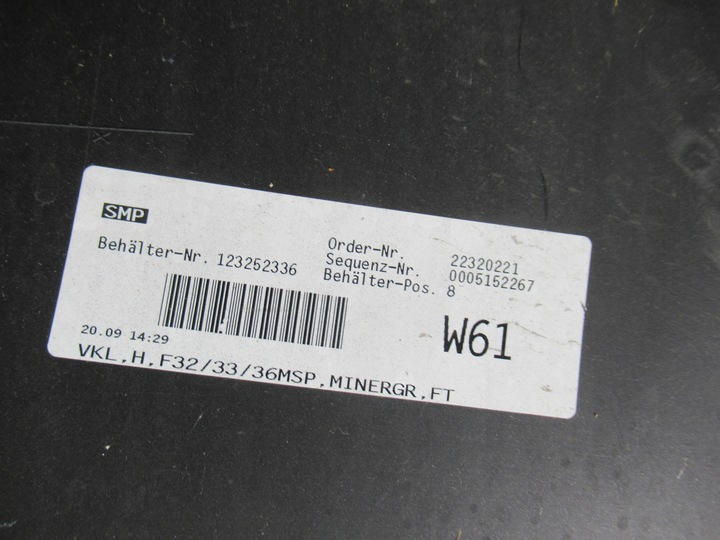 SMP
Behälter-Nr. 123252336
Order-Nr. 22320221
Sequenz-Nr. 0005152267
Behälter-Pos. 8
20.09 14:29
W61
VKL,H,F32/33/36MSP,MINERGR,FT